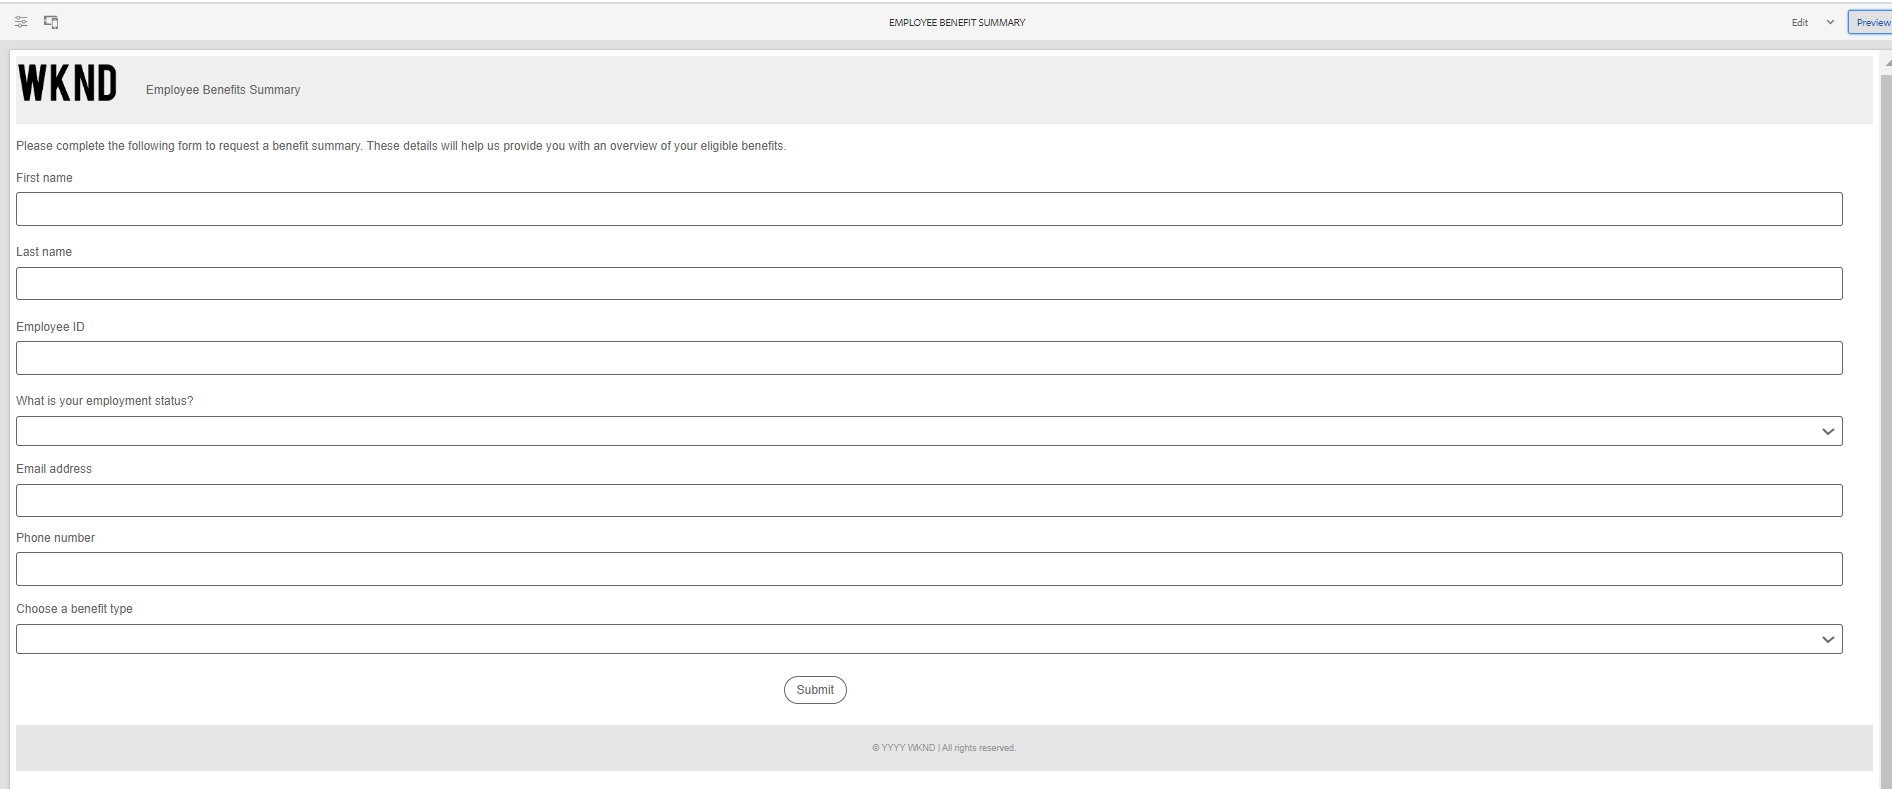 EMPLOYEE BENEFIT SUMMARY
Edit
Preview
WKND
Employee Benefits Summary
Please complete the following form to request a benefit summary. These details will help us provide you with an overview of your eligible benefits.
First name
Last name
Employee ID
What is your employment status?
Email address
Phone number
Choose a benefit type
Submit
© YYYY WKND | All rights reserved.